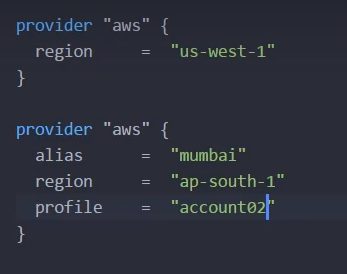 provider "aws" {
  region     =  "us-west-1"
}

provider "aws" {
  alias      =  "mumbai"
  region     =  "ap-south-1"
  profile    =  "account02"
}